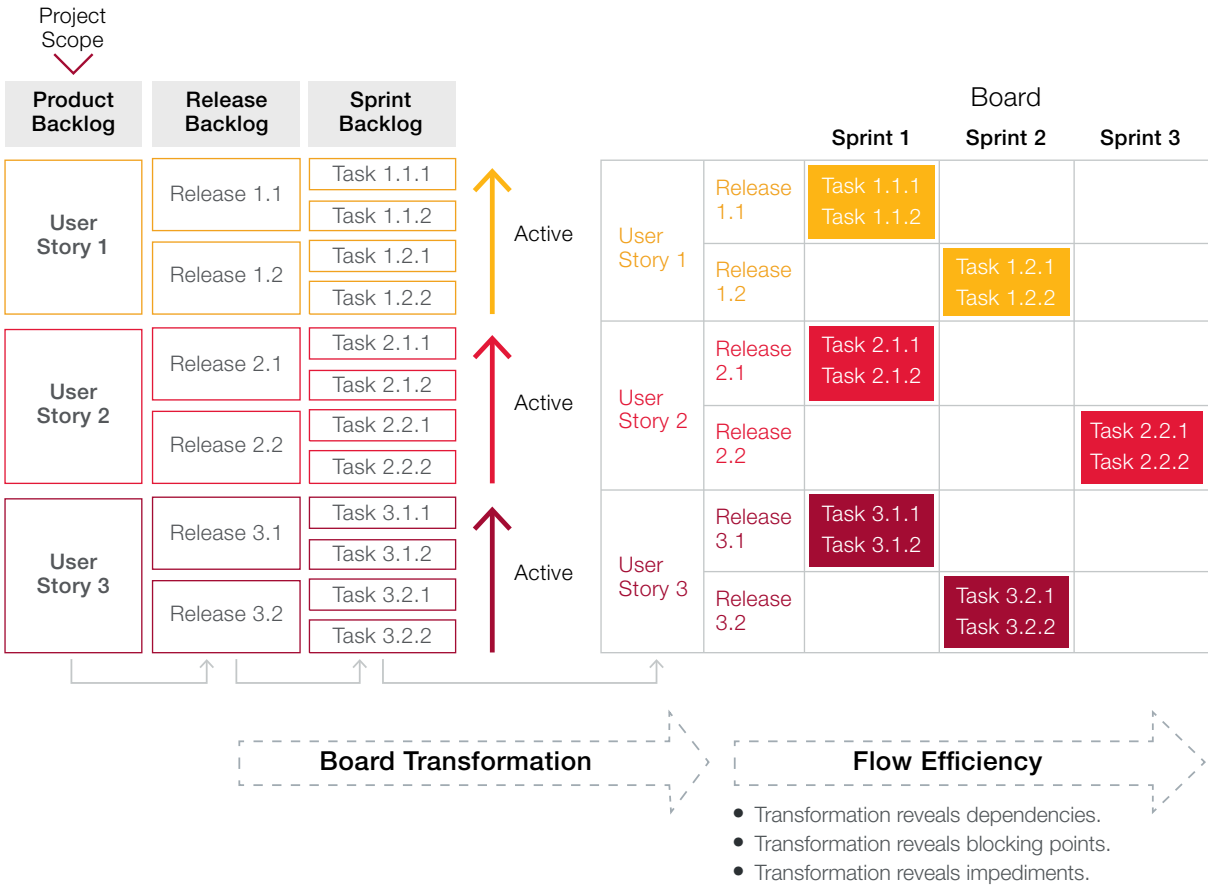 Project
Scope
Product
Backlog
Release
Backlog
Sprint
Backlog
User
Story 1
Release 1.1
Release 1.2
Task 1.1.1
Task 1.1.2
Task 1.2.1
Task 1.2.2
Active
User
Story 2
Release 2.1
Release 2.2
Task 2.1.1
Task 2.1.2
Task 2.2.1
Task 2.2.2
Active
User
Story 3
Release 3.1
Release 3.2
Task 3.1.1
Task 3.1.2
Task 3.2.1
Task 3.2.2
Active
Board
Sprint 1
Sprint 2
Sprint 3
User
Story 1
Release
1.1
Task 1.1.1
Task 1.1.2
Release
1.2
Task 1.2.1
Task 1.2.2
User
Story 2
Release
2.1
Task 2.1.1
Task 2.1.2
Release
2.2
Task 2.2.1
Task 2.2.2
User
Story 3
Release
3.1
Task 3.1.1
Task 3.1.2
Release
3.2
Task 3.2.1
Task 3.2.2
Board Transformation
Flow Efficiency
• Transformation reveals dependencies.
• Transformation reveals blocking points.
• Transformation reveals impediments.